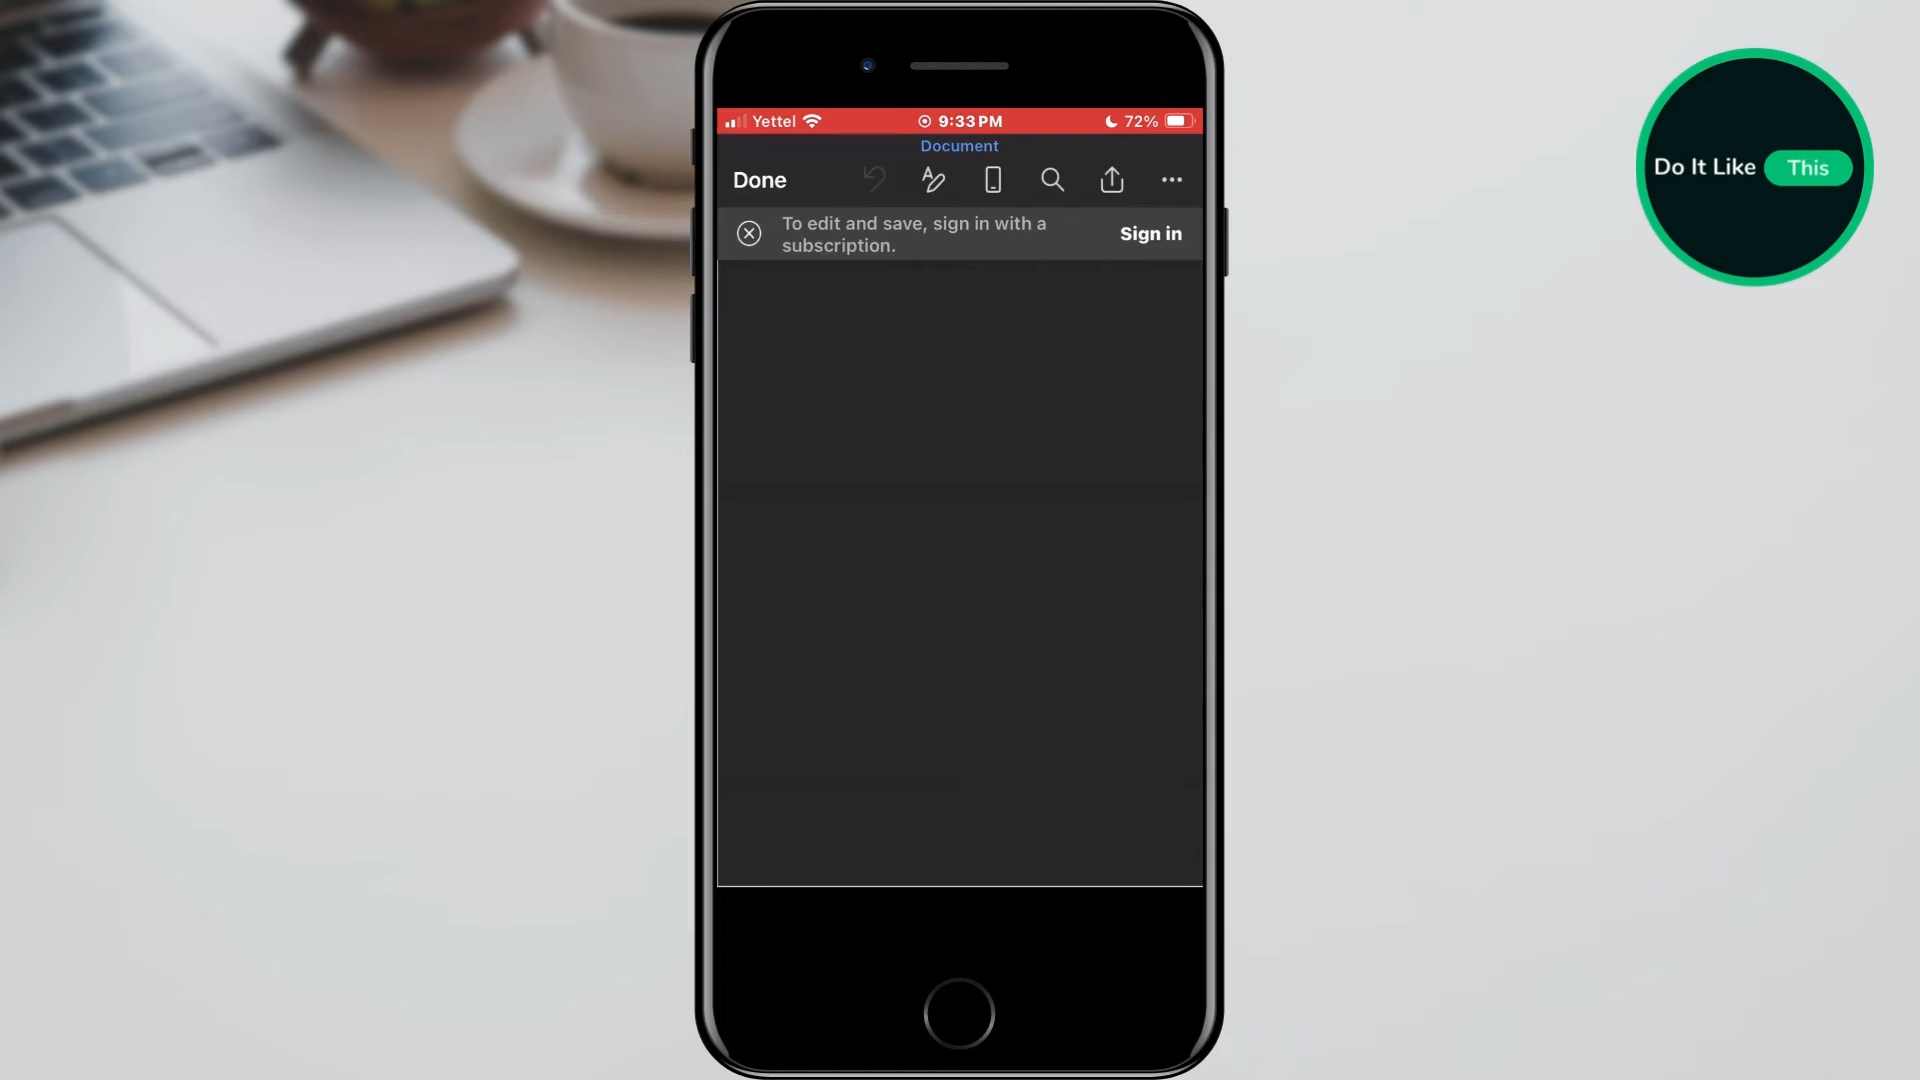 Yettel 9:33 PM 72%
Document
Done
To edit and save, sign in with a
subscription.
Sign in
Do It Like This